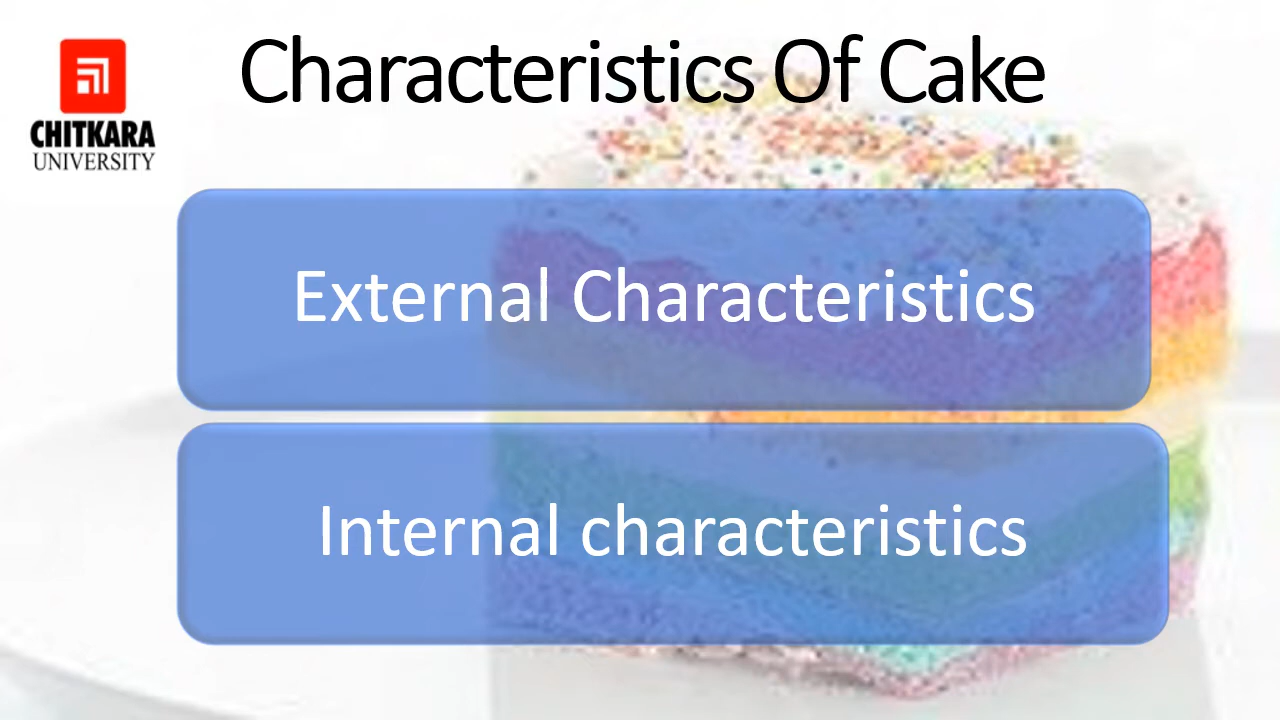 Characteristics Of Cake
CHITKARA
UNIVERSITY
External Characteristics
Internal characteristics